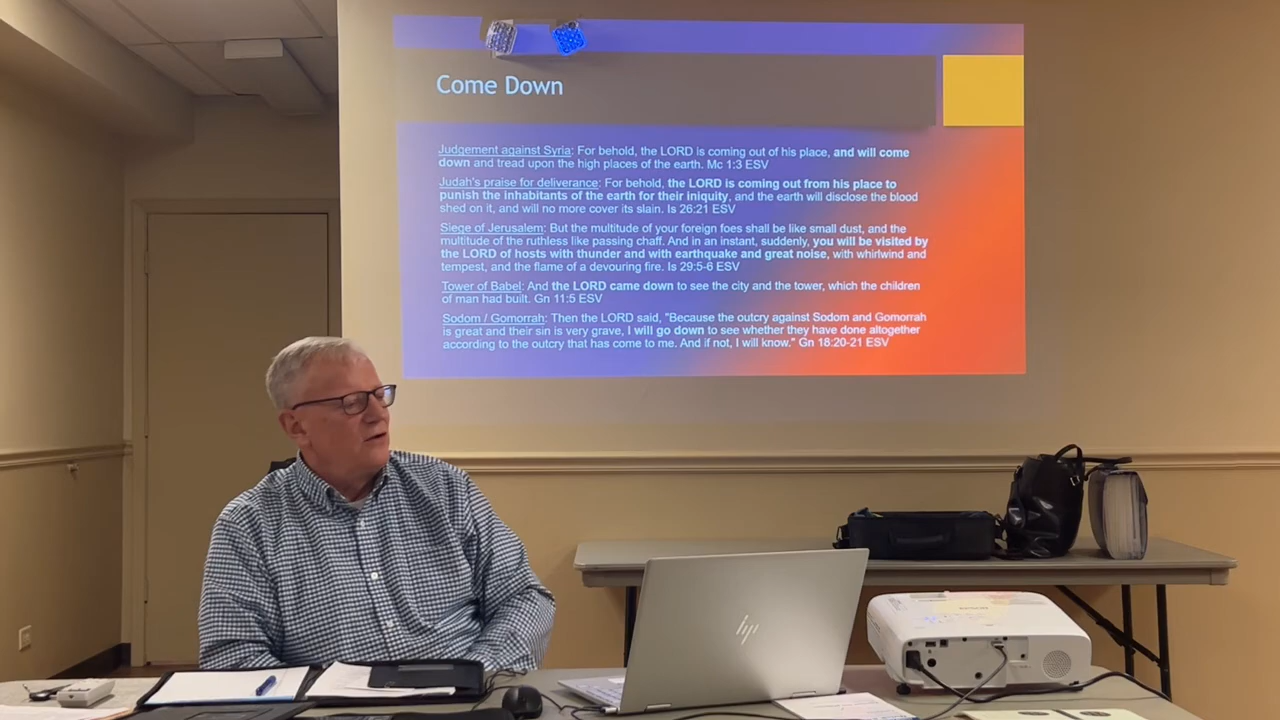 Come Down
Judgement against Syria: For behold, the LORD is coming out of his place, and will come
down and tread upon the high places of the earth. Mc 1:3 ESV
Judah's praise for deliverance: For behold, the LORD is coming out from his place to
punish the inhabitants of the earth for their iniquity, and the earth will disclose the blood
shed on it, and will no more cover its slain. Is 26:21 ESV
Siege of Jerusalem: But the multitude of your foreign foes shall be like small dust, and the
multitude of the ruthless like passing chaff. And in an instant, suddenly, you will be visited by
the LORD of hosts with thunder and with earthquake and great noise, with whirlwind and
tempest, and the flame of a devouring fire. Is 29:5-6 ESV
Tower of Babel: And the LORD came down to see the city and the tower, which the children
of man had built. Gn 11:5 ESV
Sodom / Gomorrah: Then the LORD said, "Because the outcry against Sodom and Gomorrah
is great and their sin is very grave, I will go down to see whether they have done altogether
according to the outcry that has come to me. And if not, I will know." Gn 18:20-21 ESV
hp
EPSON